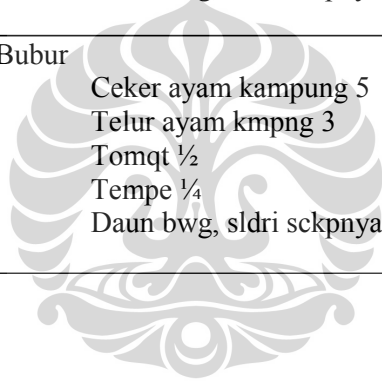 Bubur
Ceker ayam kampung 5
Telur ayam kmpng 3
Tomqt ½
Tempe ¼
Daun bwg, sldri sckpnya